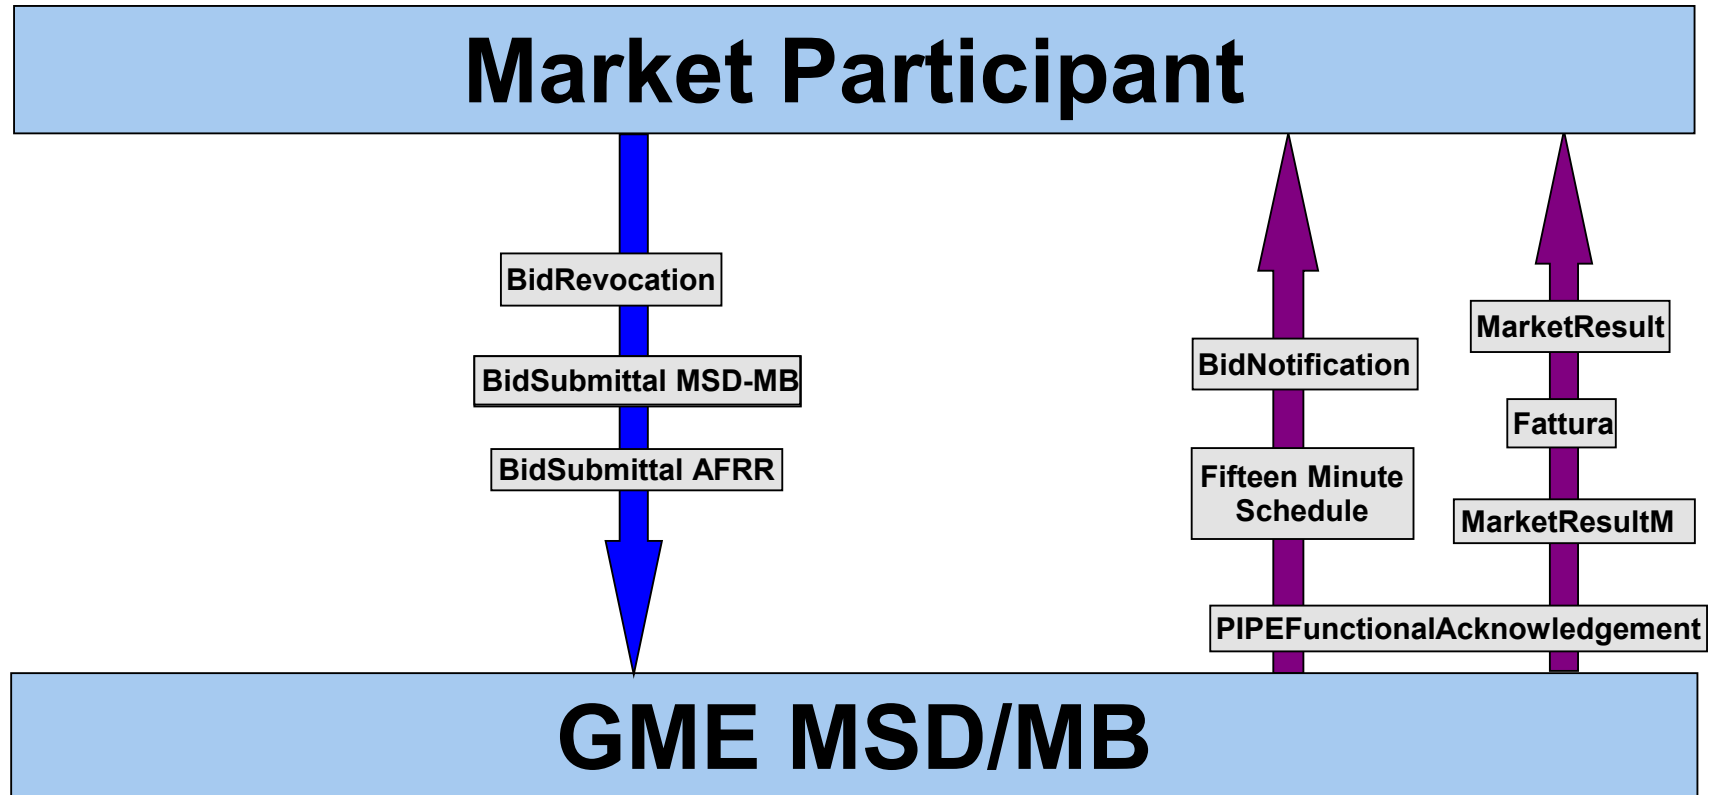 Market Participant
BidRevocation
BidSubmittal MSD-MB
BidSubmittal AFRR
BidNotification
Fifteen Minute
Schedule
MarketResult
Fattura
MarketResultM
PIPEFunctionalAcknowledgement
GME MSD/MB